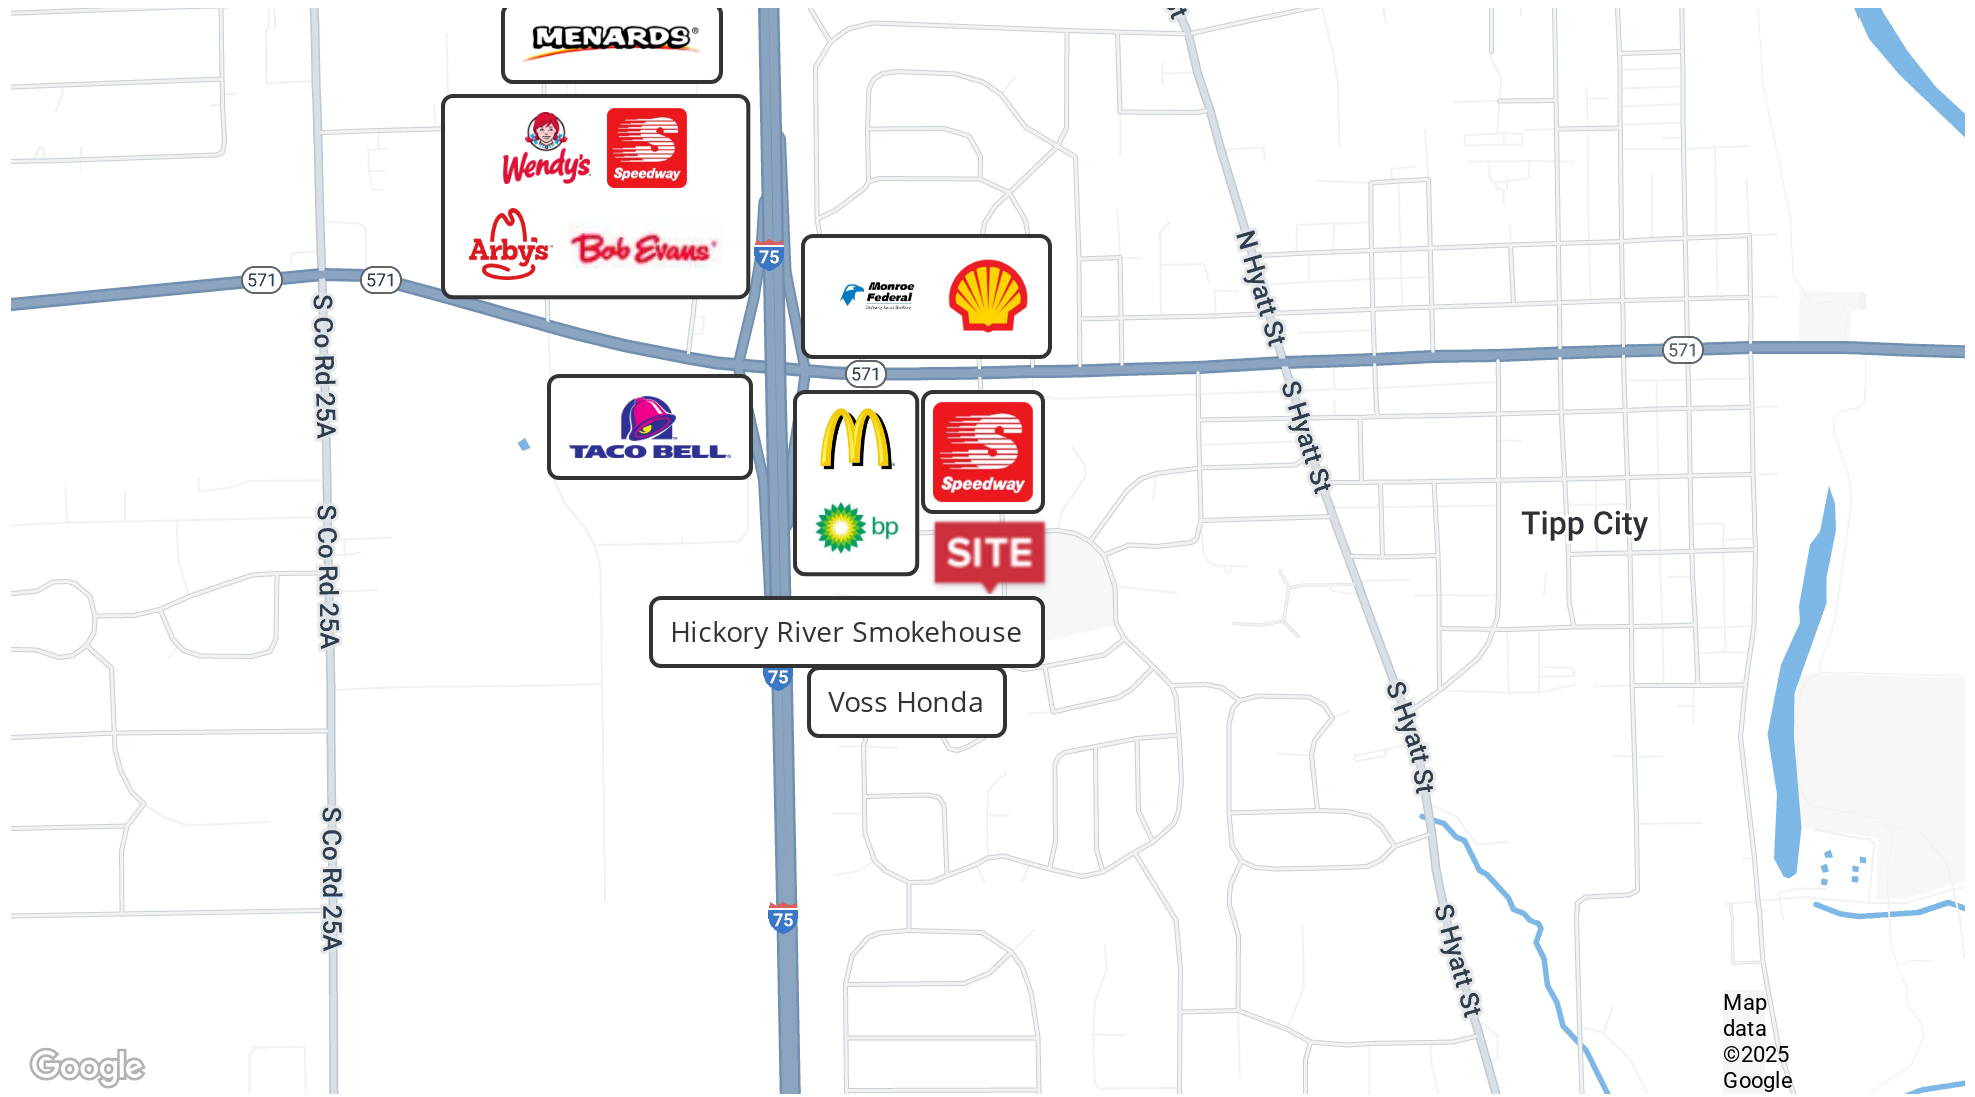 MENARDS®
St
Wendy's
Speedway
Arby's
Bob Evans
75
N Hyatt St
571
571
Monroe
Federal
S Co Rd 25A
571
571
TACO BELL
S Hyatt St
Speedway
bp
SITE
Tipp City
S Co Rd 25A
Hickory River Smokehouse
75
Voss Honda
S Hyatt St
S Co Rd 25A
75
S Hyatt St
Map
data
©2025
Google
Google